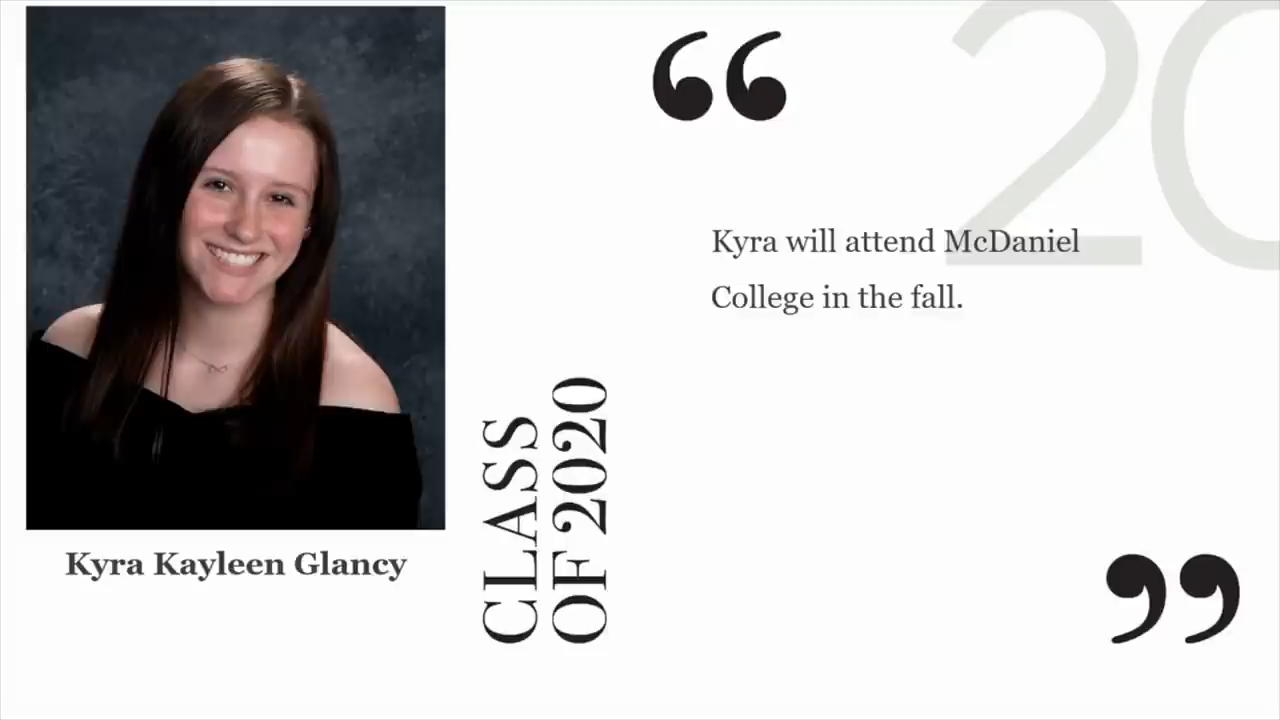 20
“
Kyra will attend McDaniel
College in the fall.
CLASS
OF 2020
Kyra Kayleen Glancy
”